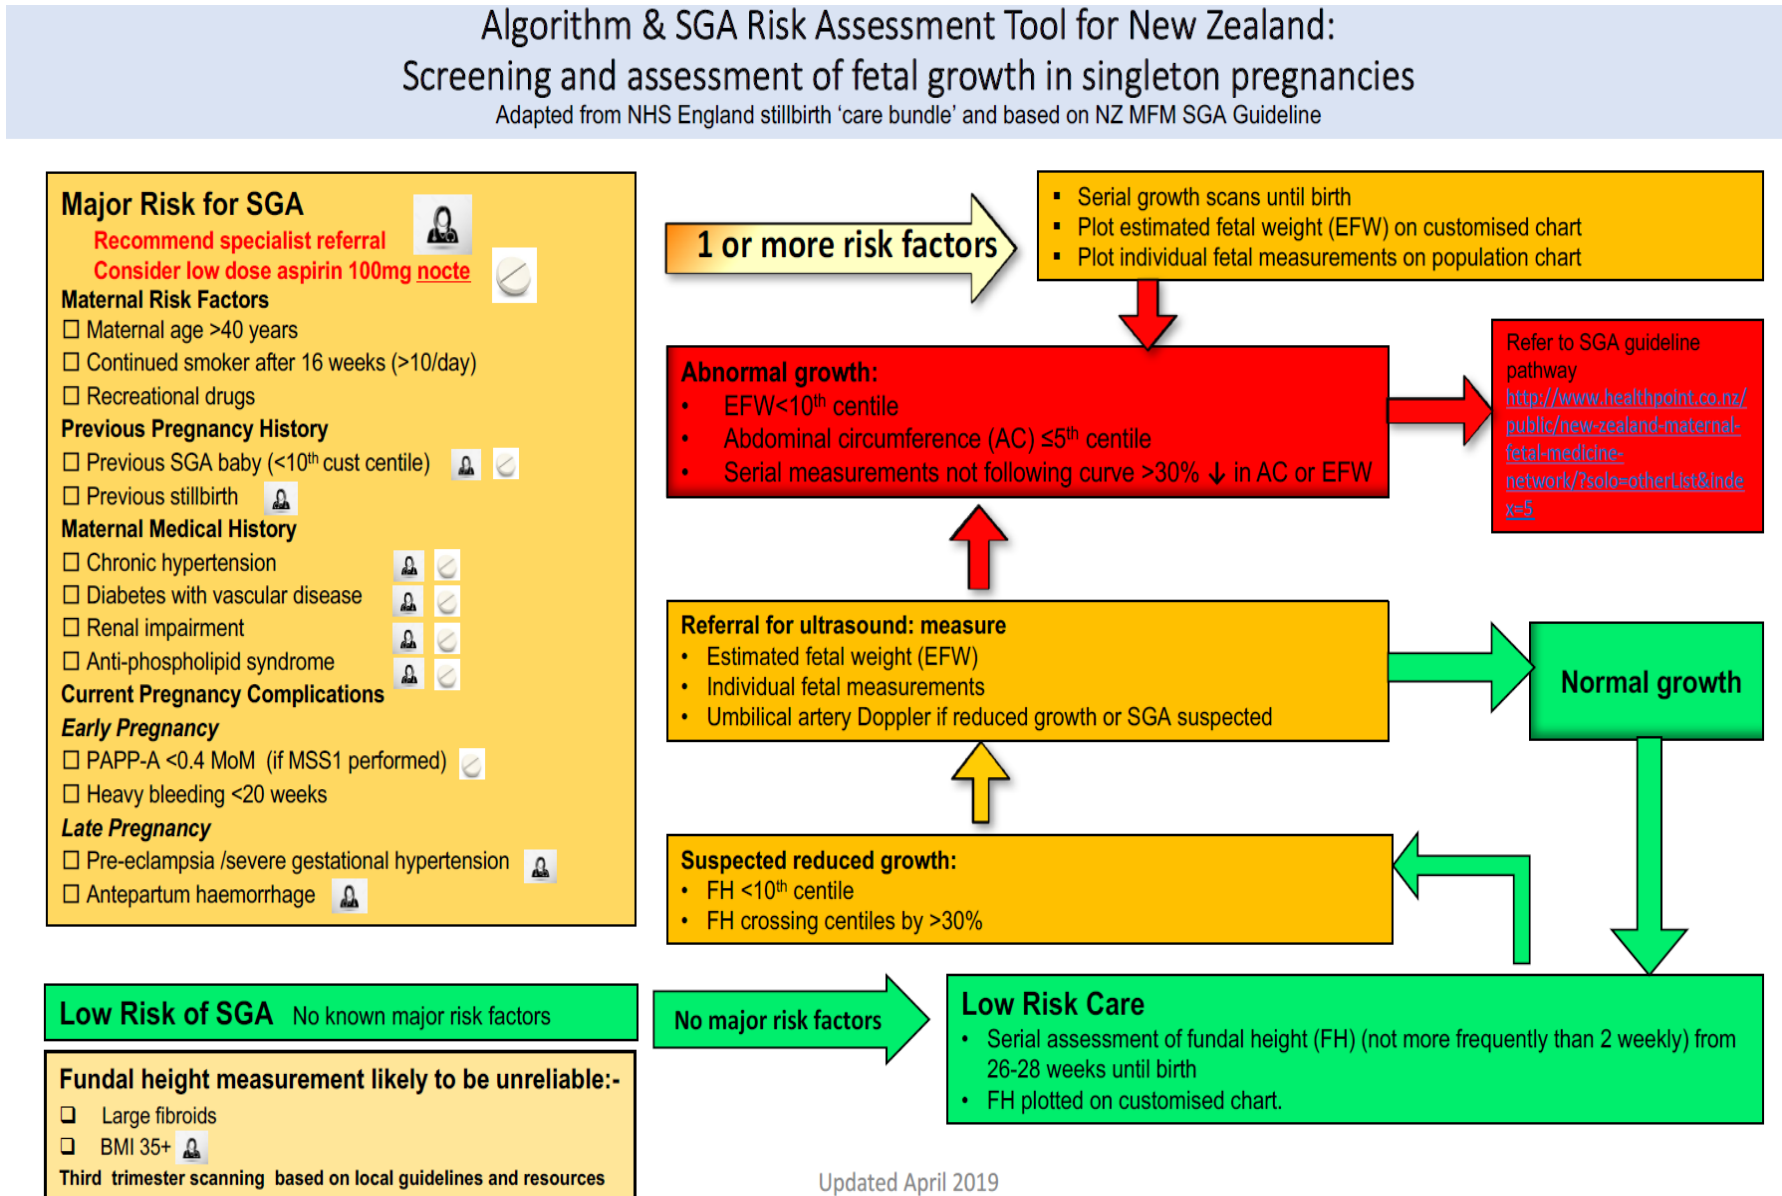 Algorithm & SGA Risk Assessment Tool for New Zealand:
Screening and assessment of fetal growth in singleton pregnancies
Adapted from NHS England stillbirth ‘care bundle’ and based on NZ MFM SGA Guideline
Major Risk for SGA
Recommend specialist referral
Consider low dose aspirin 100mg nocte
Maternal Risk Factors
☐ Maternal age >40 years
☐ Continued smoker after 16 weeks (>10/day)
☐ Recreational drugs
Previous Pregnancy History
☐ Previous SGA baby (<10th cust centile)
☐ Previous stillbirth
Maternal Medical History
☐ Chronic hypertension
☐ Diabetes with vascular disease
☐ Renal impairment
☐ Anti-phospholipid syndrome
Current Pregnancy Complications
Early Pregnancy
☐ PAPP-A <0.4 MoM (if MSS1 performed)
☐ Heavy bleeding <20 weeks
Late Pregnancy
☐ Pre-eclampsia /severe gestational hypertension
☐ Antepartum haemorrhage
1 or more risk factors
▪ Serial growth scans until birth
▪ Plot estimated fetal weight (EFW) on customised chart
▪ Plot individual fetal measurements on population chart
Abnormal growth:
• EFW<10th centile
• Abdominal circumference (AC) ≤5th centile
• Serial measurements not following curve >30% ↓ in AC or EFW
Refer to SGA guideline
pathway
http://www.healthpoint.co.nz/
public/new-zealand-maternal-
fetal-medicine-
network/?solo=otherList&inde
x=5
Referral for ultrasound: measure
• Estimated fetal weight (EFW)
• Individual fetal measurements
• Umbilical artery Doppler if reduced growth or SGA suspected
Normal growth
Suspected reduced growth:
• FH <10th centile
• FH crossing centiles by >30%
Low Risk of SGA No known major risk factors
No major risk factors
Low Risk Care
• Serial assessment of fundal height (FH) (not more frequently than 2 weekly) from
26-28 weeks until birth
• FH plotted on customised chart.
Fundal height measurement likely to be unreliable:-
❑ Large fibroids
❑ BMI 35+
Third trimester scanning based on local guidelines and resources
Updated April 2019